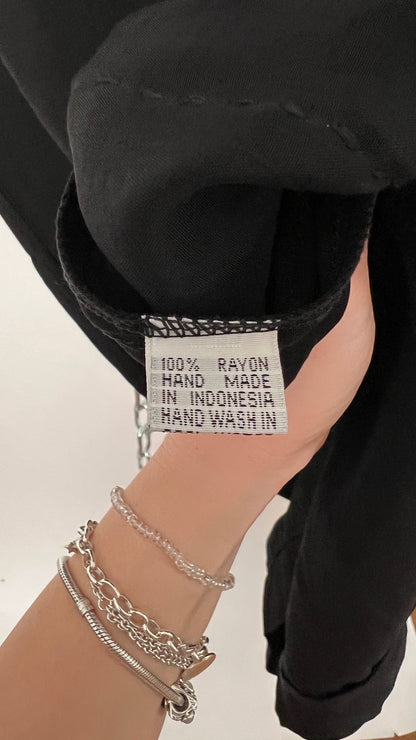 100% RAYON
HAND MADE
IN INDONESIA
HAND WASH IN